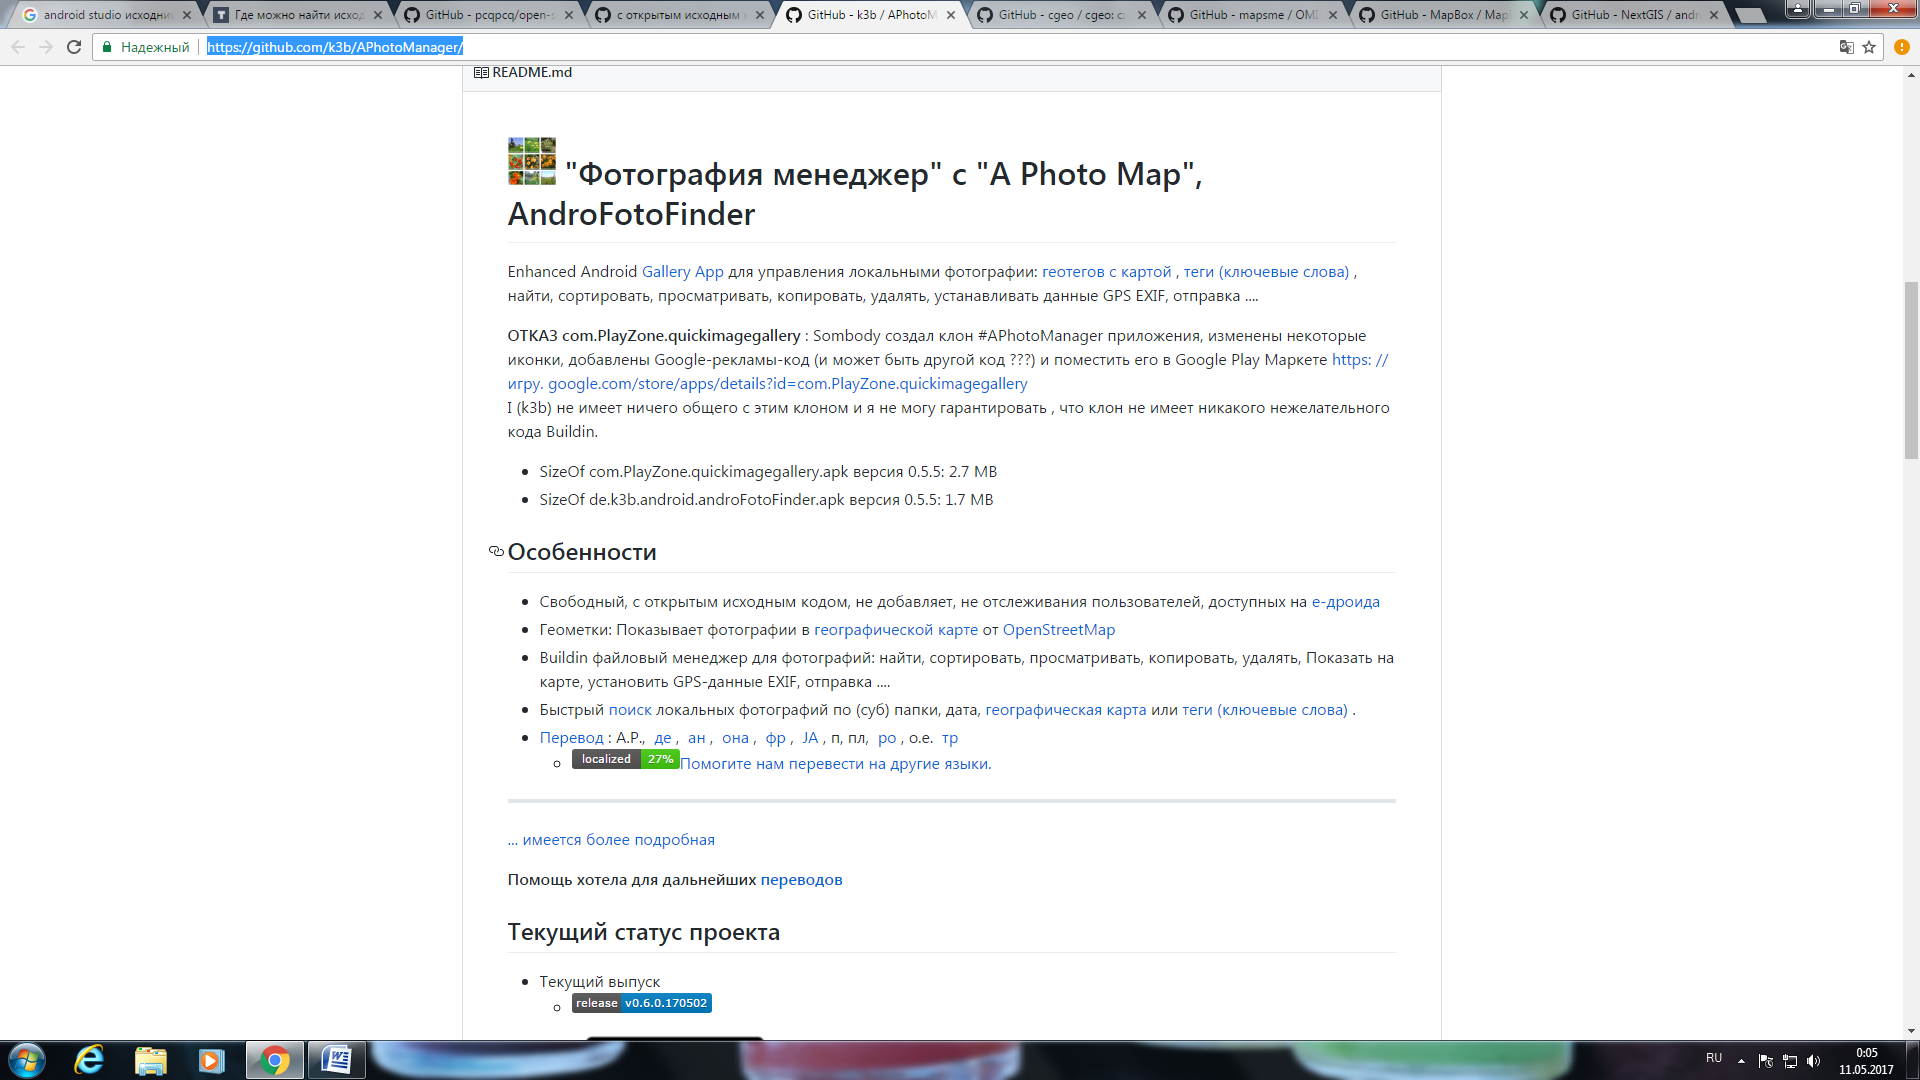 android studio исходник
Где можно найти исход
GitHub - pcqpcq/open-s
с открытым исходным
GitHub - k3b / APhotoM
GitHub - cgeo / cgeo:
GitHub - mapsme / OM
GitHub - MapBox / Map
GitHub - NextGIS / andr
Надежный
https://github.com/k3b/APhotoManager/
README.md
"Фотография менеджер" с "A Photo Map",
AndroFotoFinder
Enhanced Android Gallery App для управления локальными фотографии: геотегов с картой , теги (ключевые слова) ,
найти, сортировать, просматривать, копировать, удалять, устанавливать данные GPS EXIF, отправка ....
ОТКАЗ com.PlayZone.quickimagegallery : Sombody создал клон #APhotoManager приложения, изменены некоторые
иконки, добавлены Google-рекламы-код (и может быть другой код ???) и поместить его в Google Play Маркете https: //
игру. google.com/store/apps/details?id=com.PlayZone.quickimagegallery
I (k3b) не имеет ничего общего с этим клоном и я не могу гарантировать , что клон не имеет никакого нежелательного
кода Buildin.
SizeOf com.PlayZone.quickimagegallery.apk версия 0.5.5: 2.7 MB
SizeOf de.k3b.android.androFotoFinder.apk версия 0.5.5: 1.7 MB
Особенности
Свободный, с открытым исходным кодом, не добавляет, не отслеживания пользователей, доступных на е-дроида
Геометки: Показывает фотографии в географической карте от OpenStreetMap
Buildin файловый менеджер для фотографий: найти, сортировать, просматривать, копировать, удалять, Показать на
карте, установить GPS-данные EXIF, отправка ....
Быстрый поиск локальных фотографий по (суб) папки, дата, географическая карта или теги (ключевые слова) .
Перевод : А.Р., де , ан , она , фр , JA , п, пл, ро , о.е. тр
localized 27% Помогите нам перевести на другие языки.
... имеется более подробная
Помощь хотела для дальнейших переводов
Текущий статус проекта
Текущий выпуск
release v0.6.0.170502
RU
0:05
11.05.2017